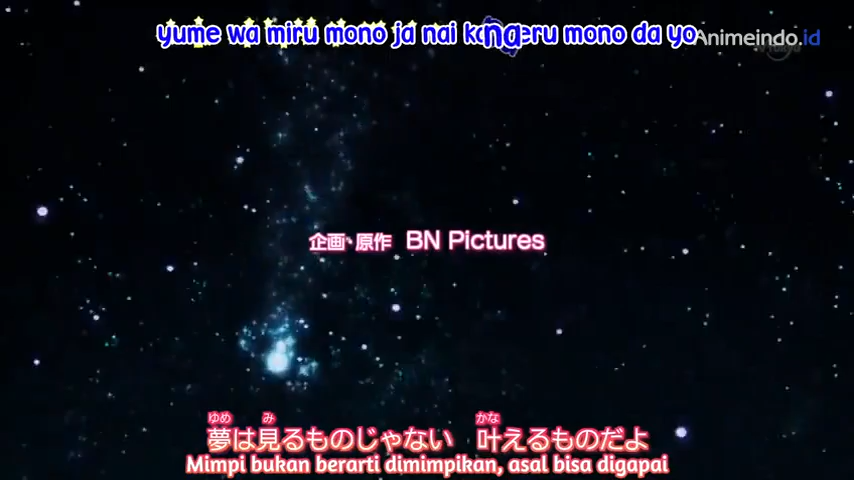 yume wa miru mono ja nai kanaeru mono da yo
Animeindo.id
企画・原作 BN Pictures
ゆめ み かな
夢は見るものじゃない 叶えるものだよ
Mimpi bukan berarti dimimpikan, asal bisa digapai